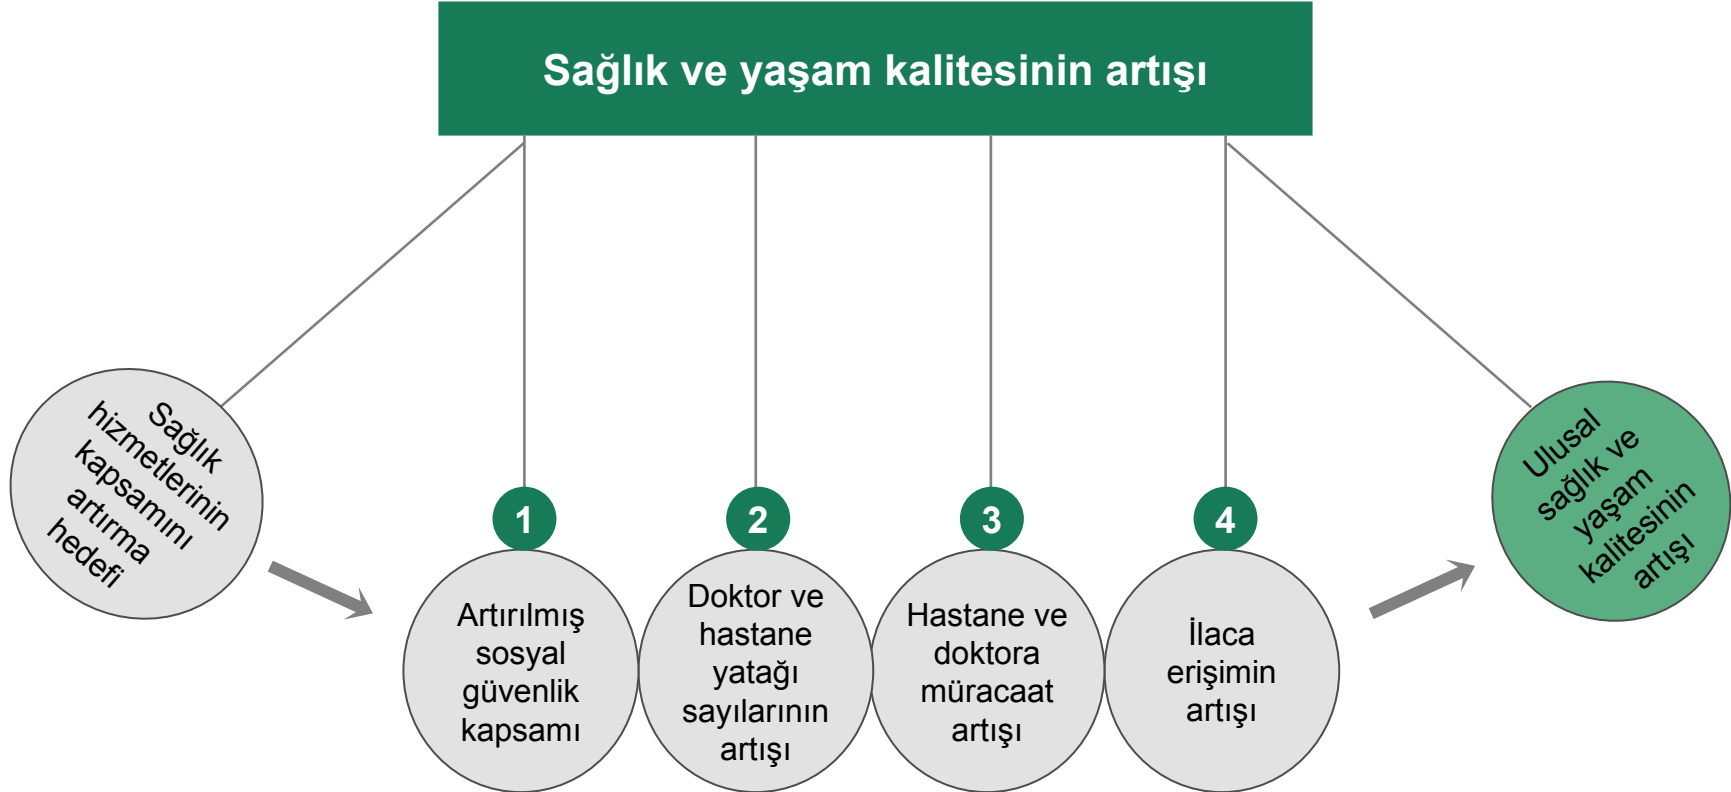 Sağlık ve yaşam kalitesinin artışı
Sağlık
hizmetlerinin
kapsamını
artırma
hedefi
1
Artırılmış
sosyal
güvenlik
kapsamı
2
Doktor ve
hastane
yatağı
sayılarının
artışı
3
Hastane ve
doktora
müracaat
artışı
4
İlaca
erişimin
artışı
Ulusal
sağlık ve
yaşam
kalitesinin
artışı